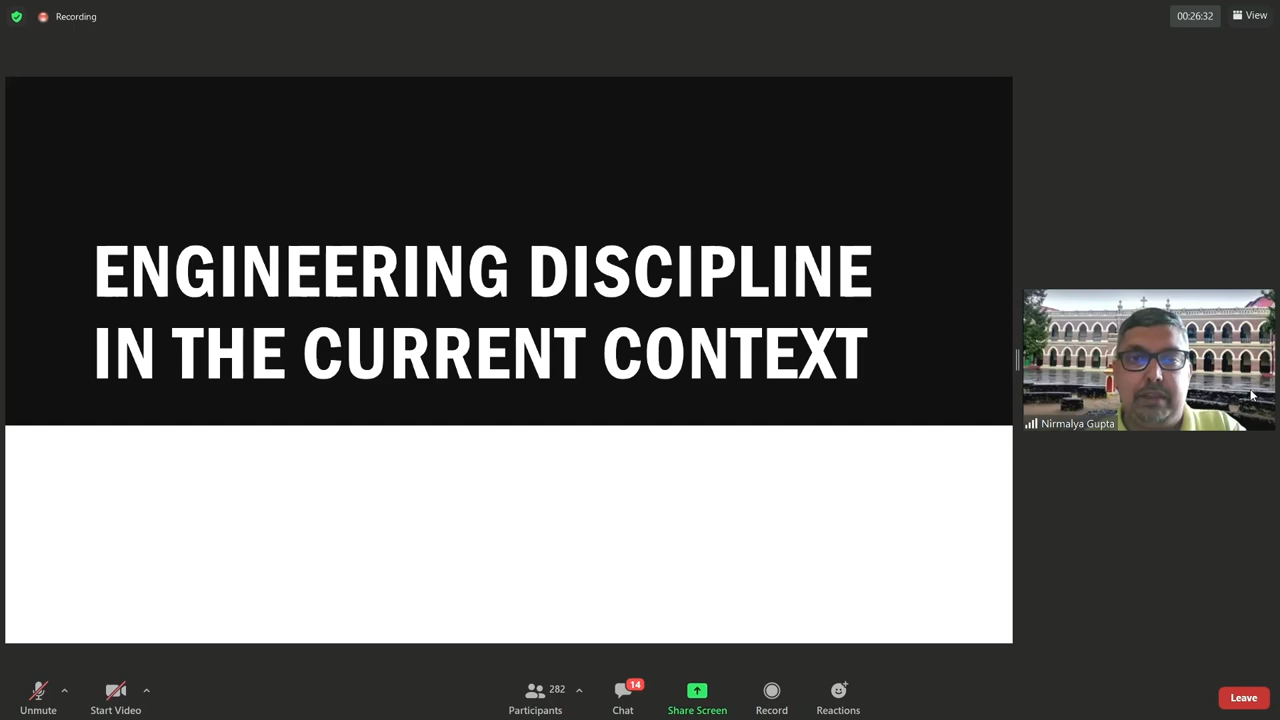 Recording
00:26:32
View
ENGINEERING DISCIPLINE
IN THE CURRENT CONTEXT
Nirmalya Gupta
Unmute
Start Video
282
Participants
14
Chat
Share Screen
Record
Reactions
Leave